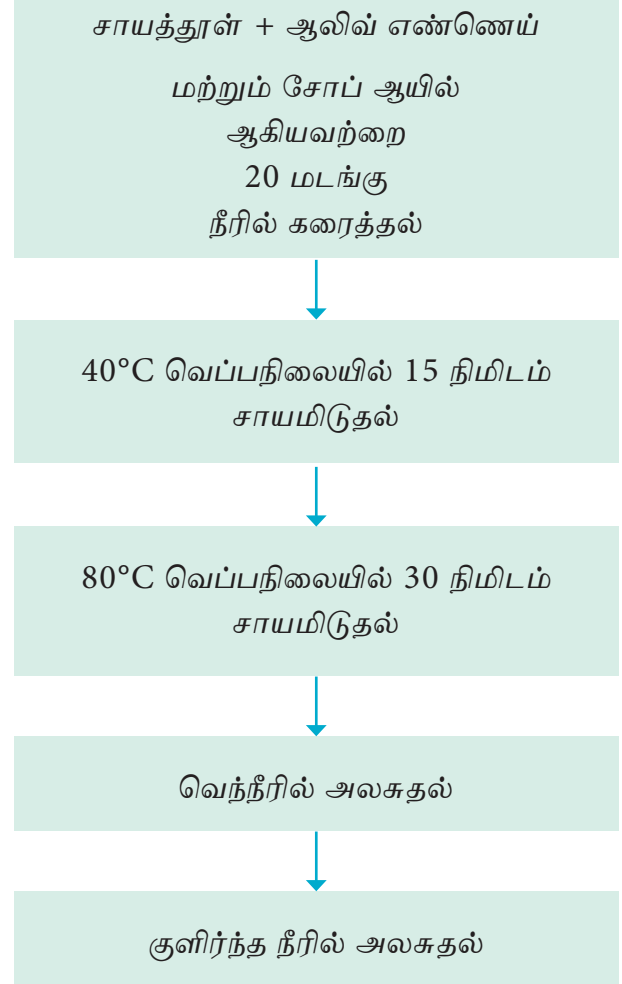 சாயத்தூள் + ஆலிவ் எண்ணெய்
மற்றும் சோப் ஆயில்
ஆகியவற்றை
20 மடங்கு
நீரில் கரைத்தல்
40°C வெப்பநிலையில் 15 நிமிடம்
சாயமிடுதல்
80°C வெப்பநிலையில் 30 நிமிடம்
சாயமிடுதல்
வெந்நீரில் அலசுதல்
குளிர்ந்த நீரில் அலசுதல்